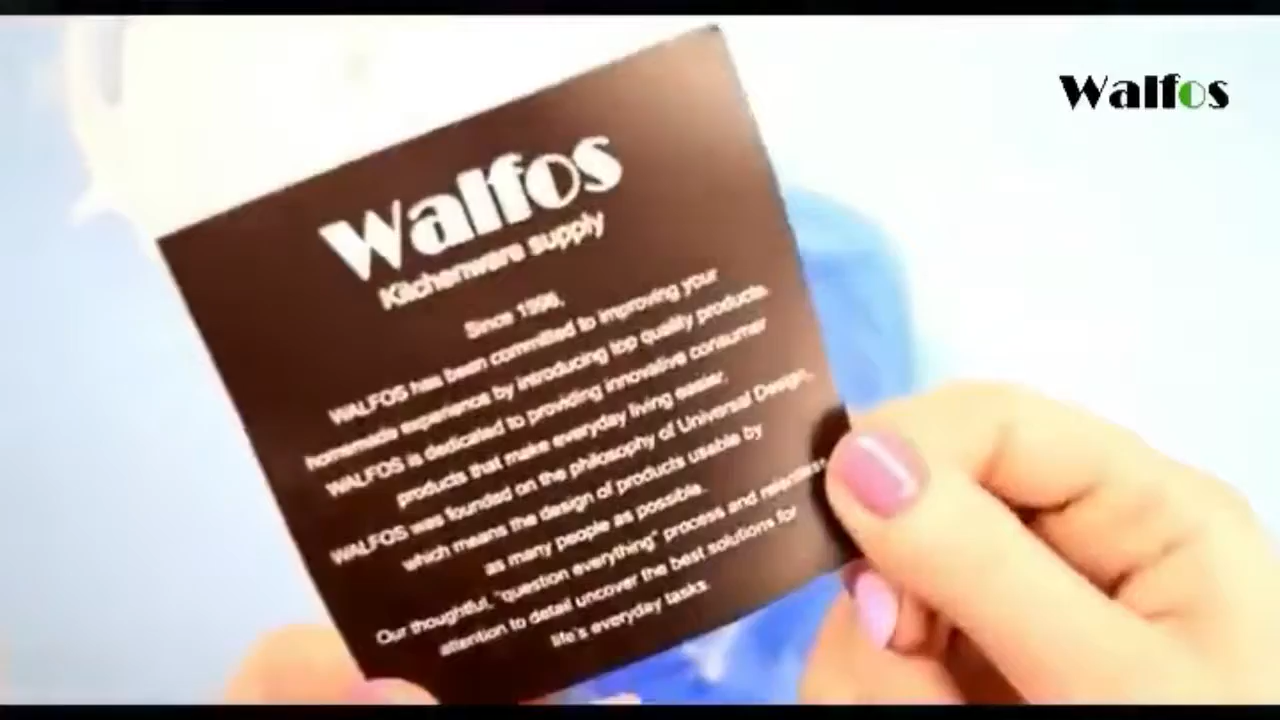 Walfos
Walfos
Kitchenware supply
Since 1996,
WALFOS has been committed to improving your
homemade experience by introducing top quality products.
WALFOS is dedicated to providing innovative consumer
products that make everyday living easier.
WALFOS was founded on the philosophy of Universal Design,
which means the design of products usable by
as many people as possible.
Our thoughtful, "question everything" process and relentless
attention to detail uncover the best solutions for
life's everyday tasks